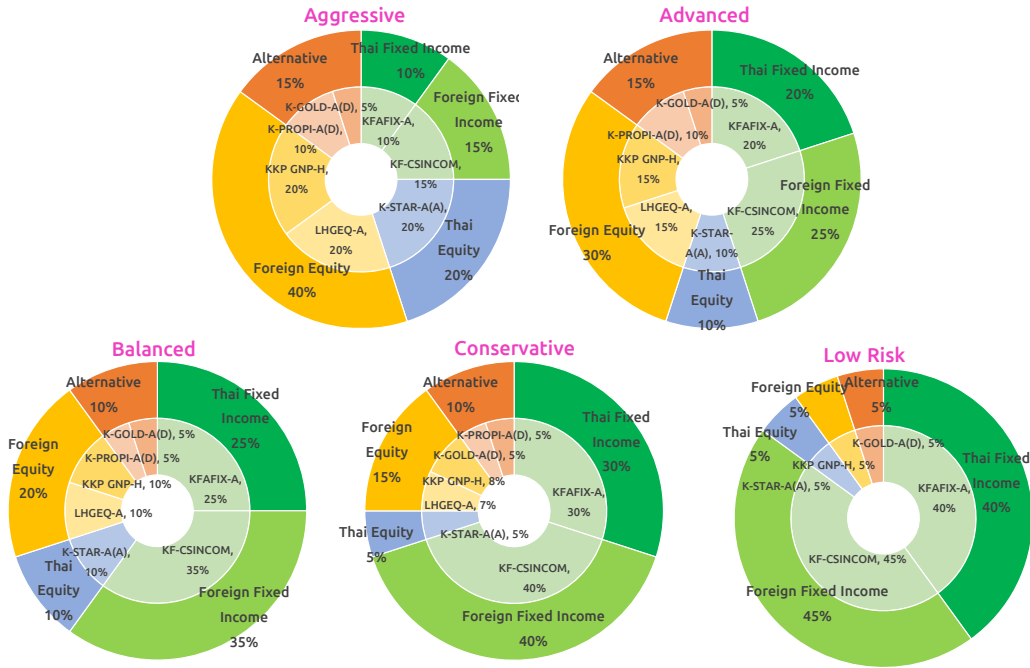 Aggressive
Thai Fixed Income
10%
Foreign Fixed
Income
15%
Thai
Equity
20%
Foreign Equity
40%
Alternative
15%
KFAFIX-A,
10%
KF-CSINCOM,
15%
K-STAR-A(A),
20%
LHGEQ-A,
20%
KKP GNP-H,
20%
K-PROPI-A(D),
10%
K-GOLD-A(D), 5%
Advanced
Thai Fixed Income
20%
Foreign Fixed
Income
25%
Thai
Equity
10%
Foreign Equity
30%
Alternative
15%
KFAFIX-A,
20%
KF-CSINCOM,
25%
K-STAR-
A(A), 10%
LHGEQ-A,
15%
KKP GNP-H,
15%
K-PROPI-A(D), 10%
K-GOLD-A(D), 5%
Balanced
Thai Fixed
Income
25%
Foreign Fixed
Income
35%
Thai
Equity
10%
Foreign
Equity
20%
Alternative
10%
KFAFIX-A,
25%
KF-CSINCOM,
35%
K-STAR-A(A),
10%
LHGEQ-A, 10%
KKP GNP-H, 10%
K-PROPI-A(D), 5%
K-GOLD-A(D), 5%
Conservative
Thai Fixed
Income
30%
Foreign Fixed Income
40%
Thai Equity
5%
Foreign
Equity
15%
Alternative
10%
KFAFIX-A,
30%
KF-CSINCOM,
40%
K-STAR-A(A), 5%
LHGEQ-A, 7%
KKP GNP-H, 8%
K-GOLD-A(D), 5%
K-PROPI-A(D), 5%
Low Risk
Thai Fixed
Income
40%
Foreign Fixed Income
45%
Thai Equity
5%
Foreign Equity
5%
Alternative
5%
KFAFIX-A,
40%
KF-CSINCOM, 45%
K-STAR-A(A), 5%
KKP GNP-H, 5%
K-GOLD-A(D), 5%